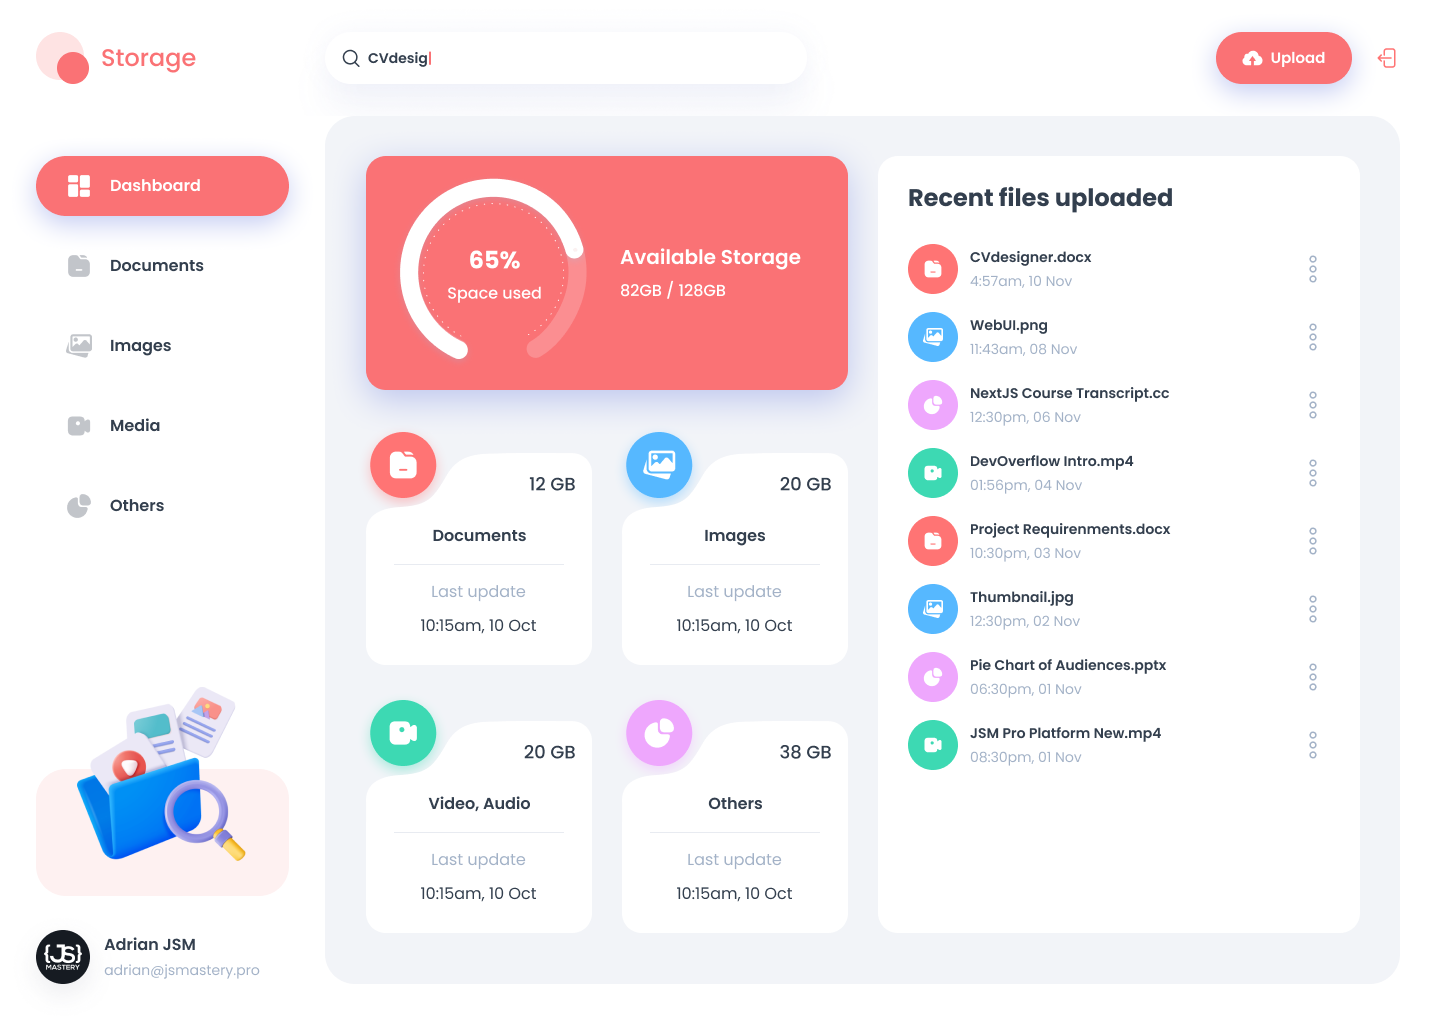 Storage
CVdesig
Upload
Dashboard
Documents
Images
Media
Others
{JS}
MASTERY
Adrian JSM
adrian@jsmastery.pro
65%
Space used
Available Storage
82GB / 128GB
12 GB
Documents
Last update
10:15am, 10 Oct
20 GB
Images
Last update
10:15am, 10 Oct
20 GB
Video, Audio
Last update
10:15am, 10 Oct
38 GB
Others
Last update
10:15am, 10 Oct
Recent files uploaded
CVdesigner.docx
4:57am, 10 Nov
WebUI.png
11:43am, 08 Nov
NextJS Course Transcript.cc
12:30pm, 06 Nov
DevOverflow Intro.mp4
01:56pm, 04 Nov
Project Requirenments.docx
10:30pm, 03 Nov
Thumbnail.jpg
12:30pm, 02 Nov
Pie Chart of Audiences.pptx
06:30pm, 01 Nov
JSM Pro Platform New.mp4
08:30pm, 01 Nov